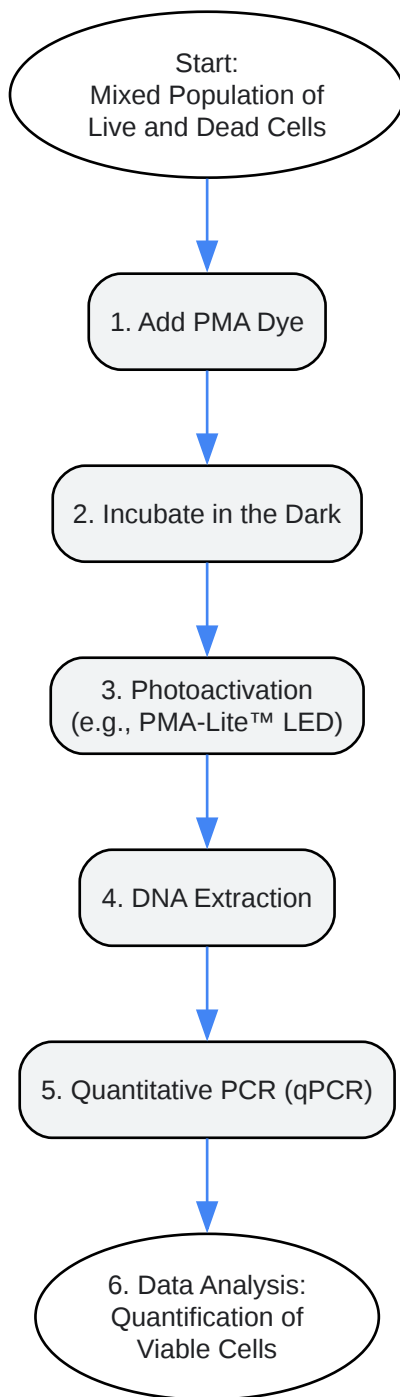 Start:
Mixed Population of
Live and Dead Cells
1. Add PMA Dye
2. Incubate in the Dark
3. Photoactivation
(e.g., PMA-Lite™ LED)
4. DNA Extraction
5. Quantitative PCR (qPCR)
6. Data Analysis:
Quantification of
Viable Cells